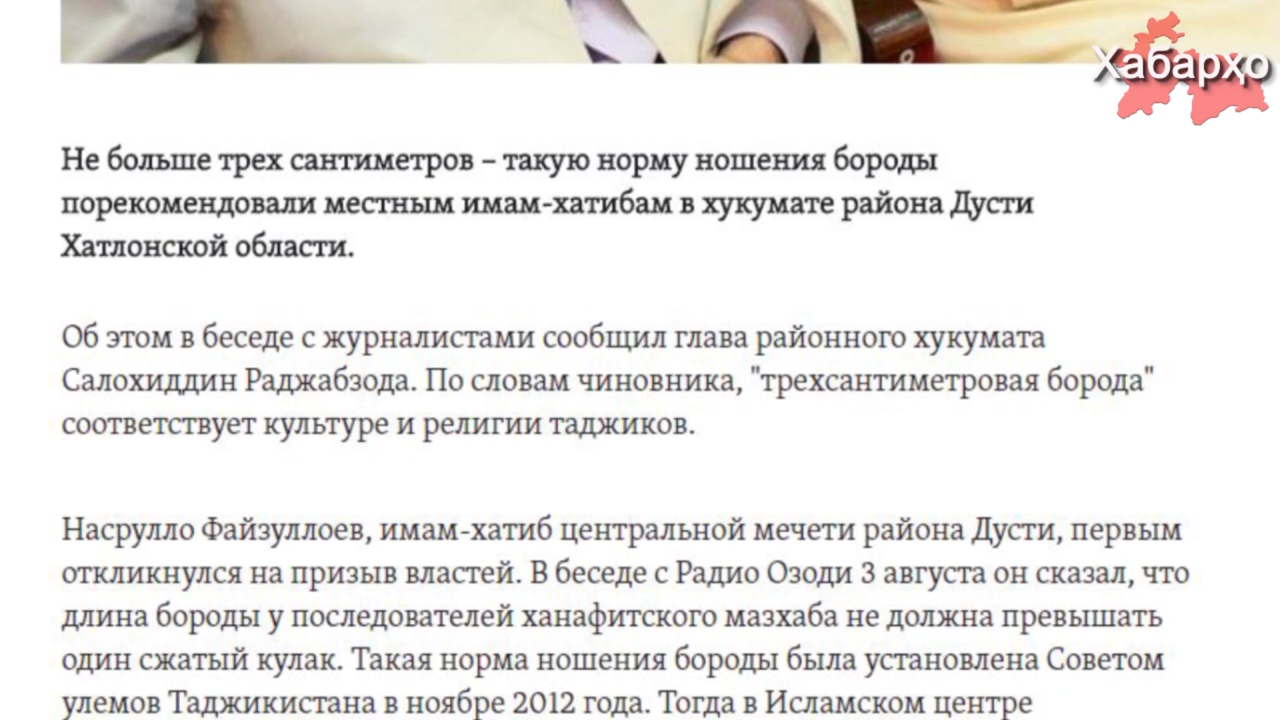 Хабарҳо
Не больше трех сантиметров – такую норму ношения бороды
порекомендовали местным имам-хатибам в хукумате района Дусти
Хатлонской области.
Об этом в беседе с журналистами сообщил глава районного хукумата
Салохиддин Раджабзода. По словам чиновника, "трехсантиметровая борода"
соответствует культуре и религии таджиков.
Насрулло Файзуллоев, имам-хатиб центральной мечети района Дусти, первым
откликнулся на призыв властей. В беседе с Радио Озоди 3 августа он сказал, что
длина бороды у последователей ханафитского мазхаба не должна превышать
один сжатый кулак. Такая норма ношения бороды была установлена Советом
улемов Таджикистана в ноябре 2012 года. Тогда в Исламском центре